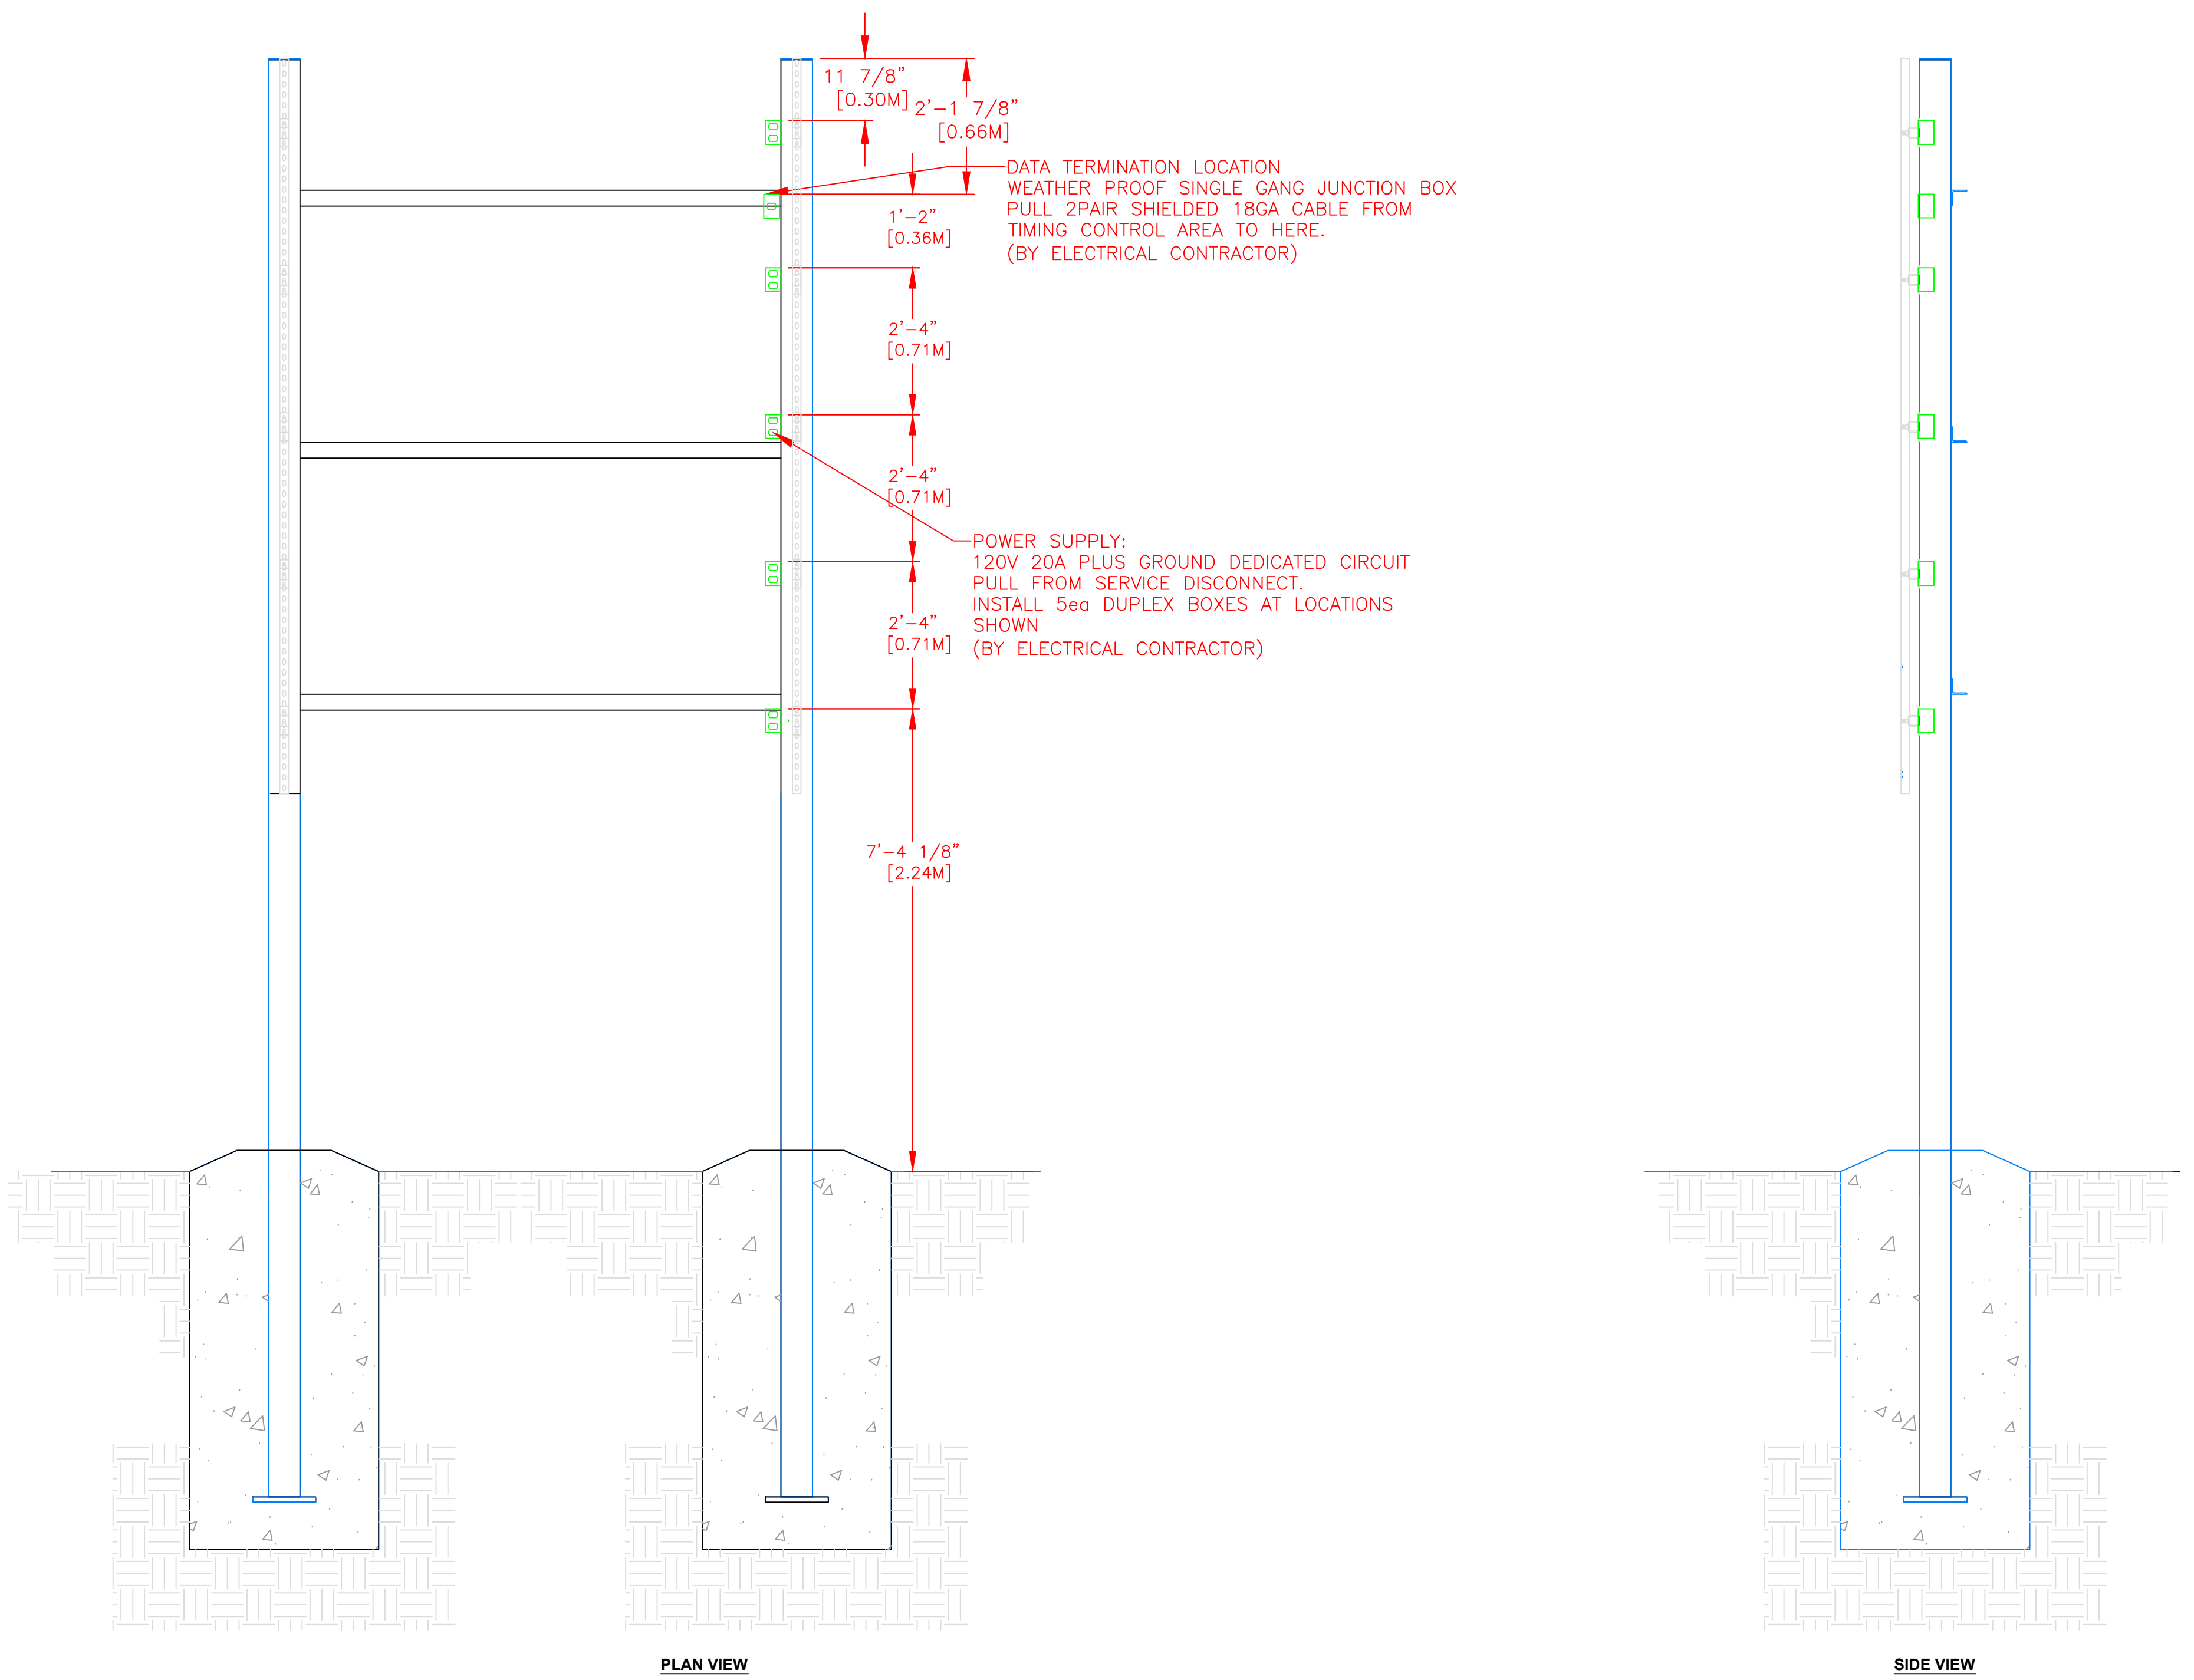 11 7/8"
[0.30M]
2'-1 7/8"
[0.66M]
DATA TERMINATION LOCATION
WEATHER PROOF SINGLE GANG JUNCTION BOX
PULL 2PAIR SHIELDED 18GA CABLE FROM
TIMING CONTROL AREA TO HERE.
(BY ELECTRICAL CONTRACTOR)
1'-2"
[0.36M]
2'-4"
[0.71M]
2'-4"
[0.71M]
POWER SUPPLY:
120V 20A PLUS GROUND DEDICATED CIRCUIT
PULL FROM SERVICE DISCONNECT.
INSTALL 5ea DUPLEX BOXES AT LOCATIONS
SHOWN
(BY ELECTRICAL CONTRACTOR)
2'-4"
[0.71M]
7'-4 1/8"
[2.24M]
PLAN VIEW
SIDE VIEW